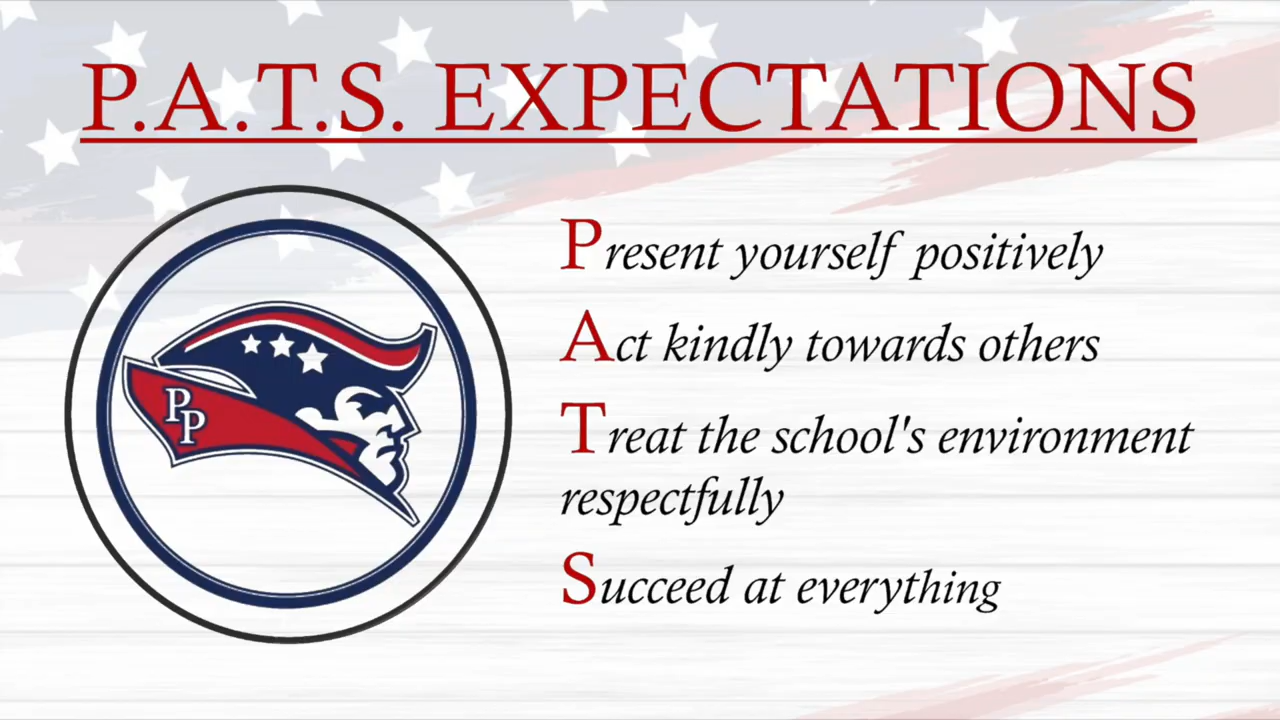 P.A.T.S. EXPECTATIONS
Present yourself positively
Act kindly towards others
Treat the school's environment
respectfully
Succeed at everything
PP